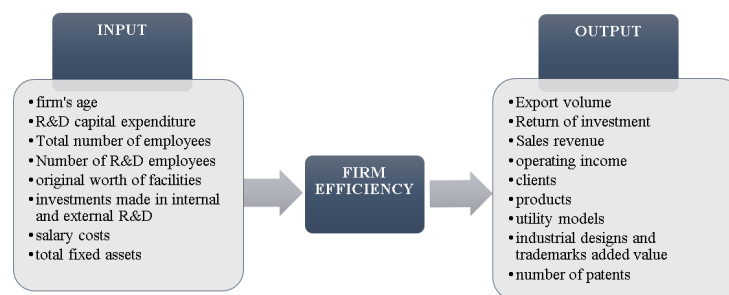 INPUT
• firm's age
• R&D capital expenditure
• Total number of employees
• Number of R&D employees
• original worth of facilities
• investments made in internal
and external R&D
• salary costs
• total fixed assets
FIRM
EFFICIENCY
OUTPUT
• Export volume
• Return of investment
• Sales revenue
• operating income
• clients
• products
• utility models
• industrial designs and
trademarks added value
• number of patents